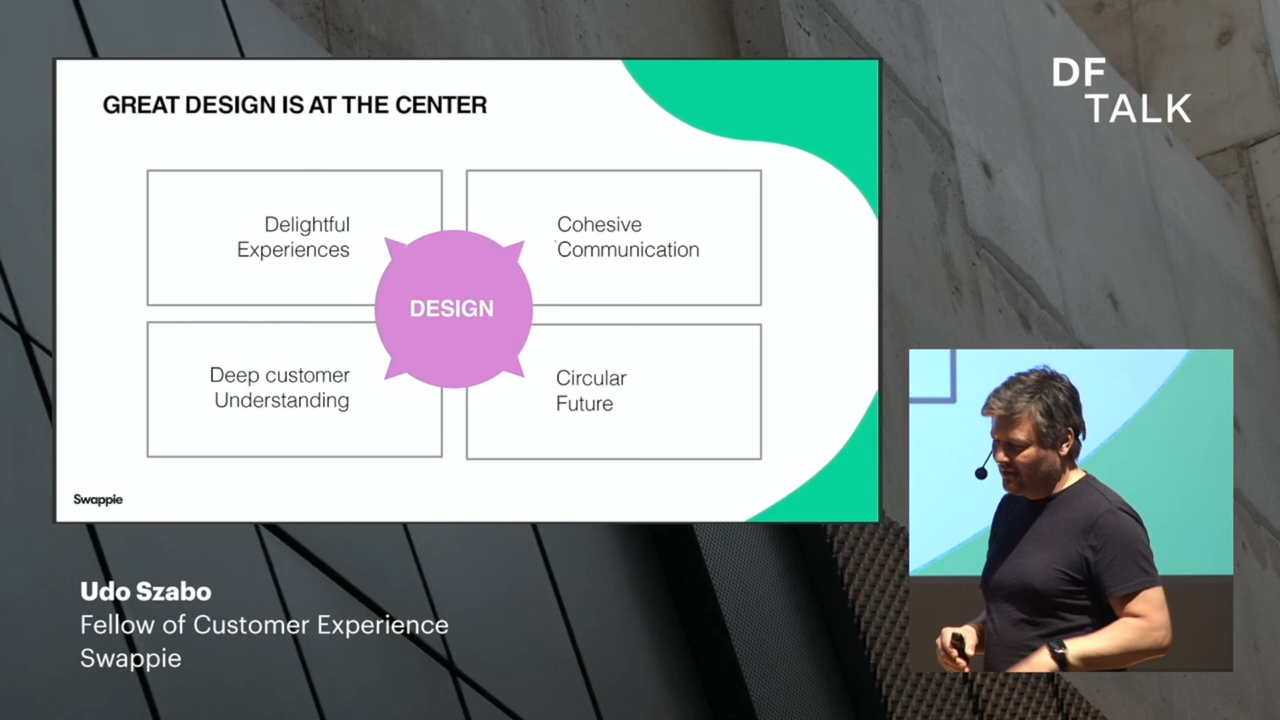 DF
TALK
GREAT DESIGN IS AT THE CENTER
Delightful
Experiences
Cohesive
Communication
DESIGN
Deep customer
Understanding
Circular
Future
Swappie
Udo Szabo
Fellow of Customer Experience
Swappie